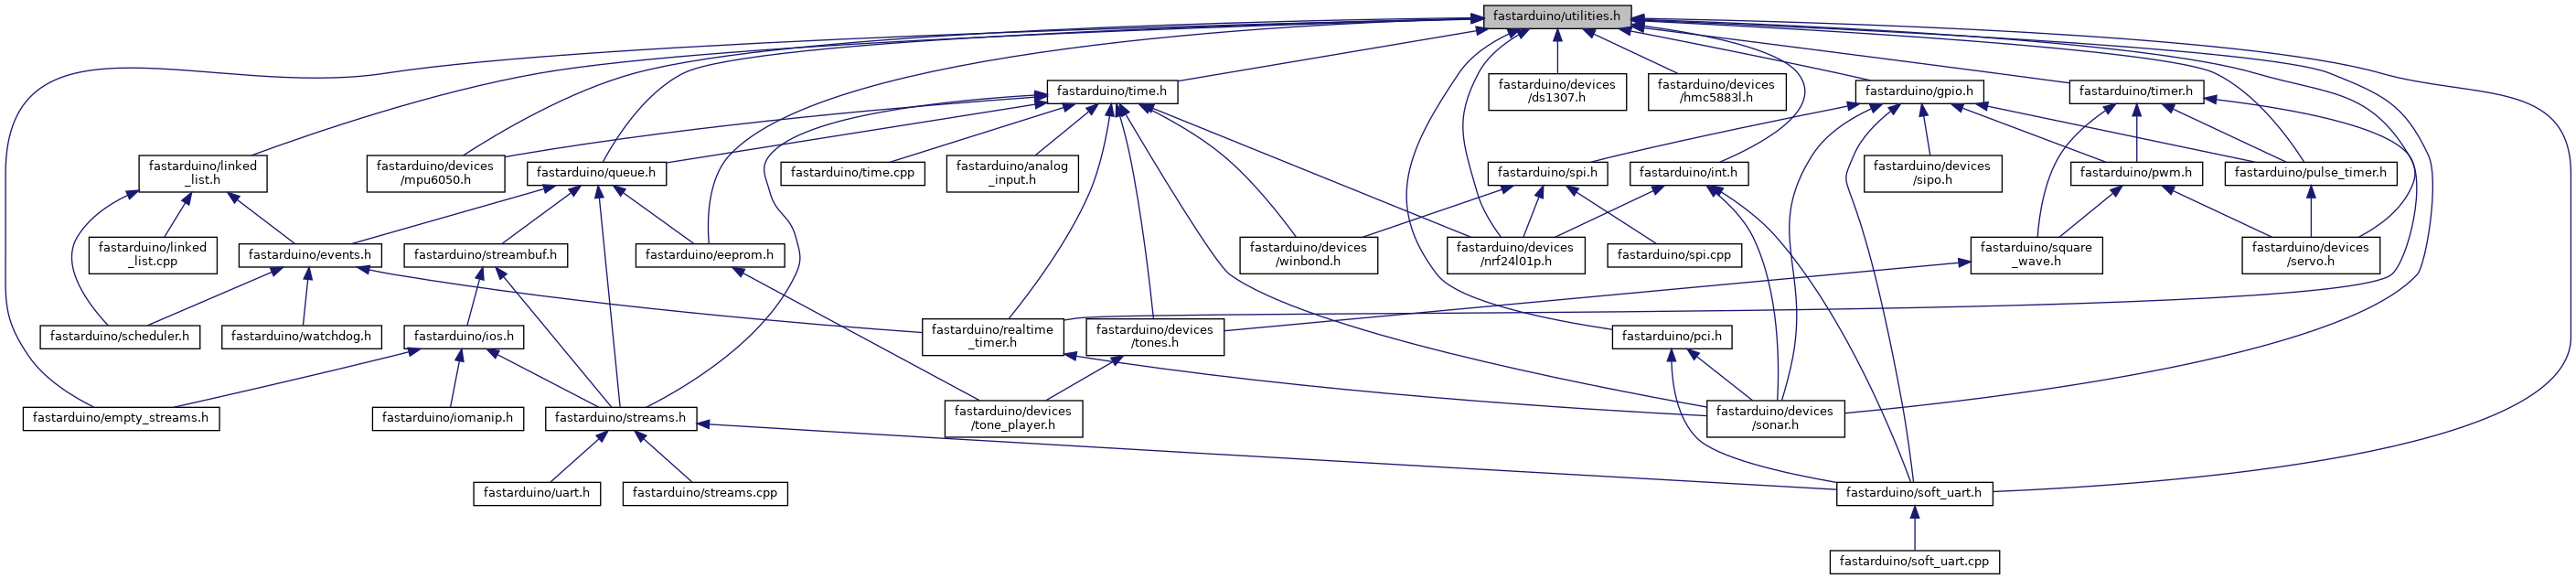 fastarduino/utilities.h
fastarduino/time.h
fastarduino/devices
/ds1307.h
fastarduino/devices
/hmc5883l.h
fastarduino/gpio.h
fastarduino/timer.h
fastarduino/linked
_list.h
fastarduino/devices
/mpu6050.h
fastarduino/queue.h
fastarduino/time.cpp
fastarduino/analog
_input.h
fastarduino/spi.h
fastarduino/int.h
fastarduino/devices
/sipo.h
fastarduino/pwm.h
fastarduino/pulse_timer.h
fastarduino/linked
_list.cpp
fastarduino/events.h
fastarduino/streambuf.h
fastarduino/eeprom.h
fastarduino/devices
/winbond.h
fastarduino/devices
/nrf24l01p.h
fastarduino/spi.cpp
fastarduino/square
_wave.h
fastarduino/devices
/servo.h
fastarduino/scheduler.h
fastarduino/watchdog.h
fastarduino/ios.h
fastarduino/realtime
_timer.h
fastarduino/devices
/tones.h
fastarduino/pci.h
fastarduino/empty_streams.h
fastarduino/iomanip.h
fastarduino/streams.h
fastarduino/devices
/tone_player.h
fastarduino/devices
/sonar.h
fastarduino/uart.h
fastarduino/streams.cpp
fastarduino/soft_uart.h
fastarduino/soft_uart.cpp